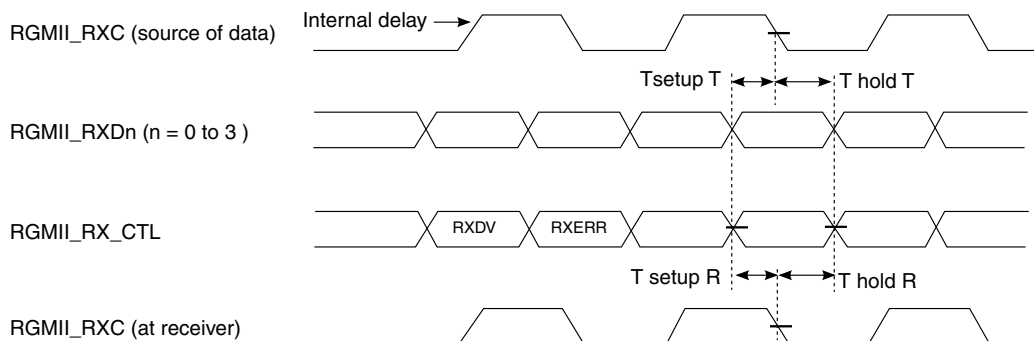 Internal delay
RGMII_RXC (source of data)
Tsetup T
T hold T
RGMII_RXDn (n = 0 to 3 )
RGMII_RX_CTL
RXDV
RXERR
T setup R
T hold R
RGMII_RXC (at receiver)